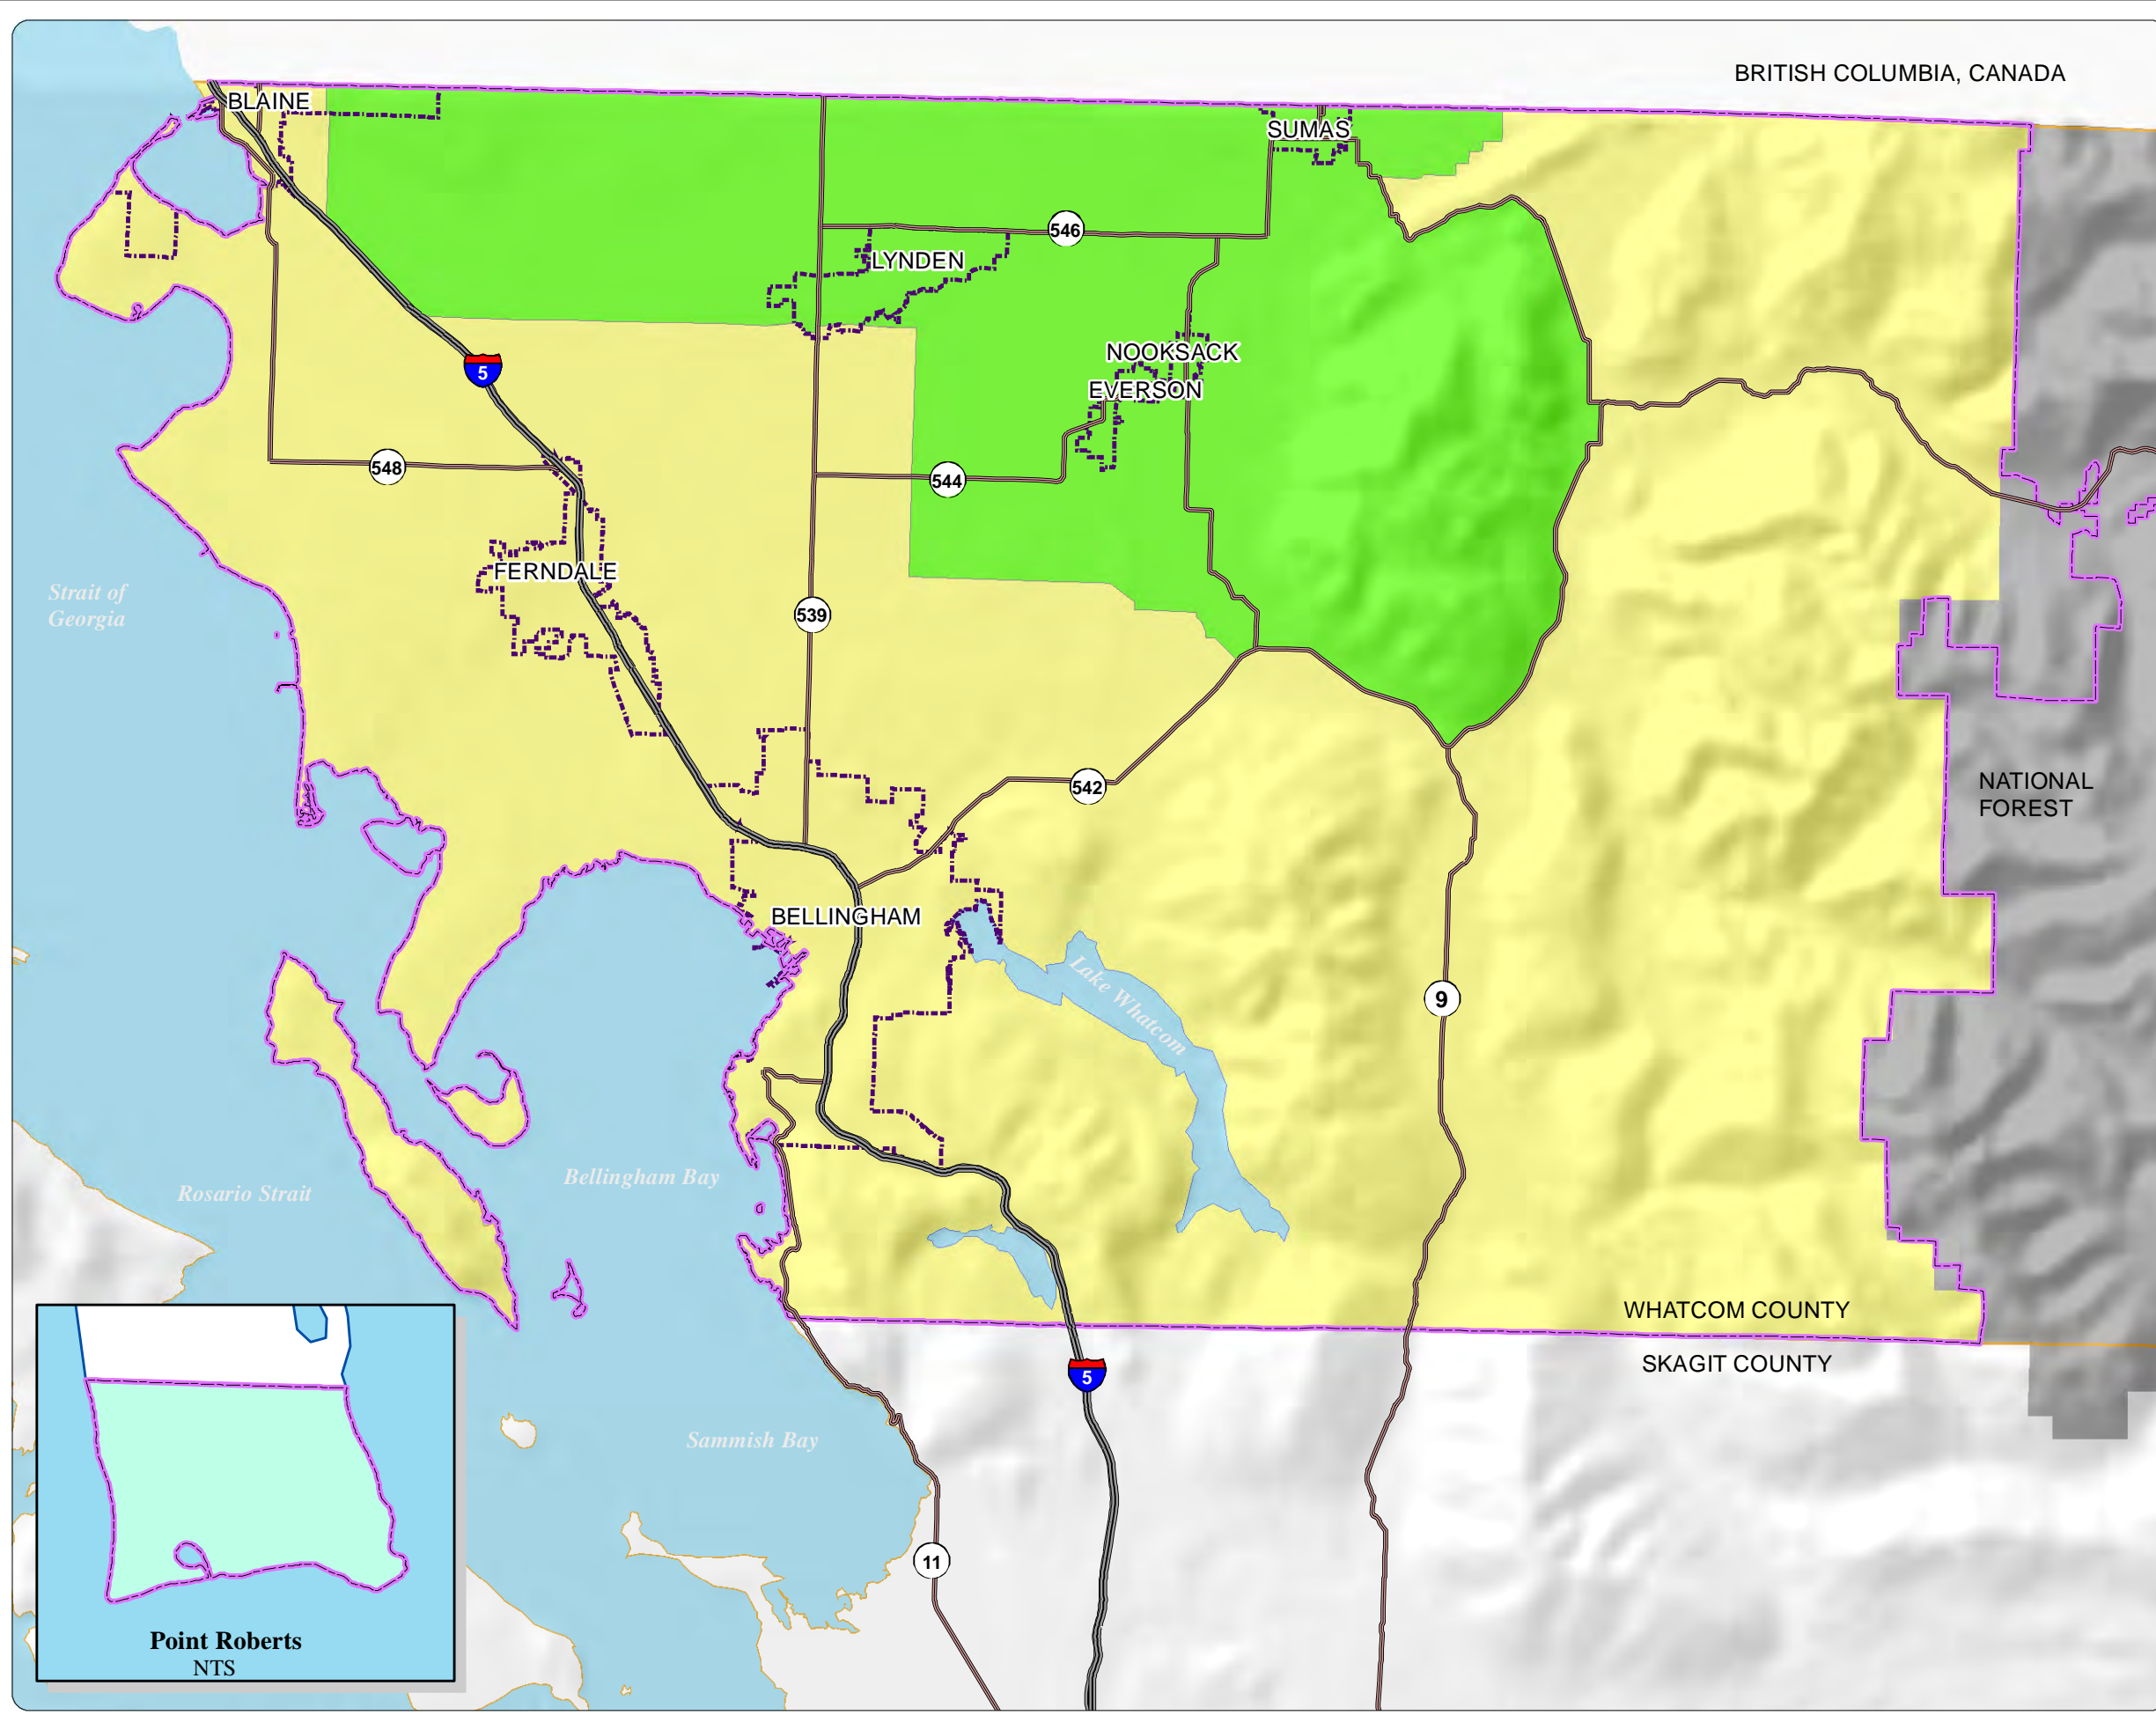 BRITISH COLUMBIA, CANADA
BLAINE
SUMAS
546
LYNDEN
NOOKSACK
5
EVERSON
548
544
FERNDALE
Strait of
Georgia
539
542
NATIONAL
FOREST
BELLINGHAM
Lake Whatcom
9
Bellingham Bay
Rosario Strait
WHATCOM COUNTY
SKAGIT COUNTY
5
Sammish Bay
11
Point Roberts
NTS